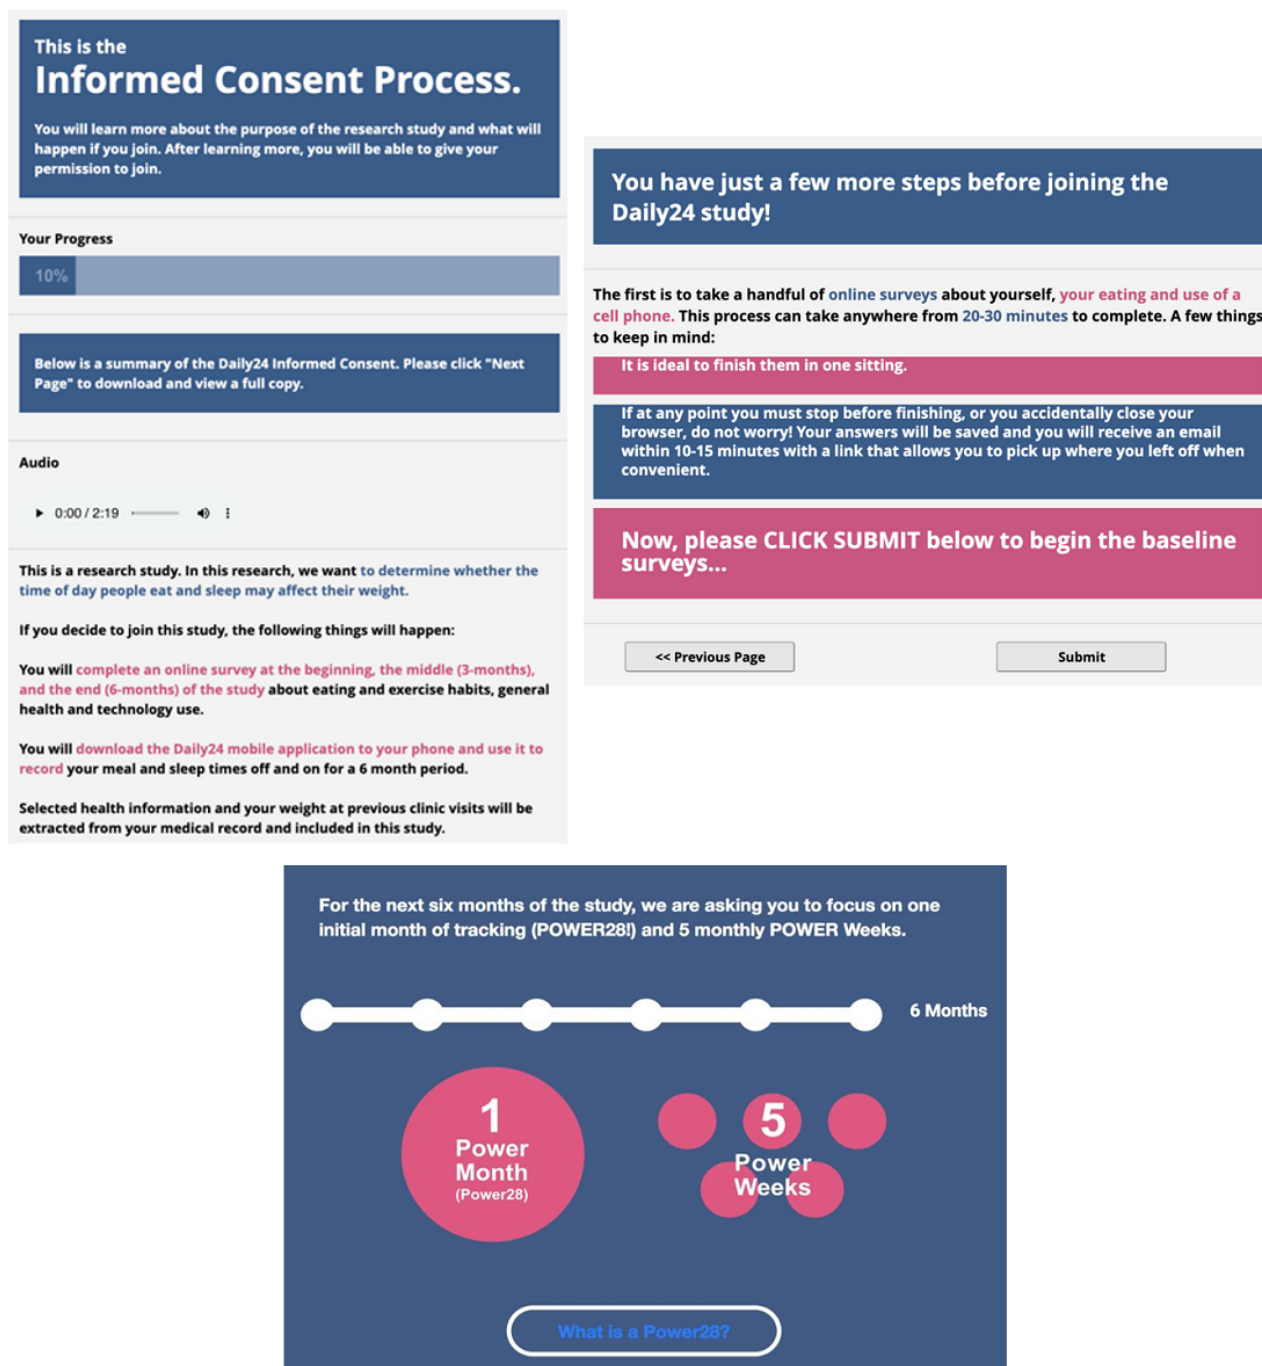 This is the
Informed Consent Process.
You will learn more about the purpose of the research study and what will
happen if you join. After learning more, you will be able to give your
permission to join.
Your Progress
10%
Below is a summary of the Daily24 Informed Consent. Please click "Next
Page" to download and view a full copy.
Audio
0:00 / 2:19
This is a research study. In this research, we want to determine whether the
time of day people eat and sleep may affect their weight.
If you decide to join this study, the following things will happen:
You will complete an online survey at the beginning, the middle (3-months),
and the end (6-months) of the study about eating and exercise habits, general
health and technology use.
You will download the Daily24 mobile application to your phone and use it to
record your meal and sleep times off and on for a 6 month period.
Selected health information and your weight at previous clinic visits will be
extracted from your medical record and included in this study.
You have just a few more steps before joining the
Daily24 study!
The first is to take a handful of online surveys about yourself, your eating and use of a
cell phone. This process can take anywhere from 20-30 minutes to complete. A few things
to keep in mind:
It is ideal to finish them in one sitting.
If at any point you must stop before finishing, or you accidentally close your
browser, do not worry! Your answers will be saved and you will receive an email
within 10-15 minutes with a link that allows you to pick up where you left off when
convenient.
Now, please CLICK SUBMIT below to begin the baseline
surveys...
<< Previous Page
Submit
For the next six months of the study, we are asking you to focus on one
initial month of tracking (POWER28!) and 5 monthly POWER Weeks.
6 Months
1
Power
Month
(Power28)
5
Power
Weeks
What is a Power28?